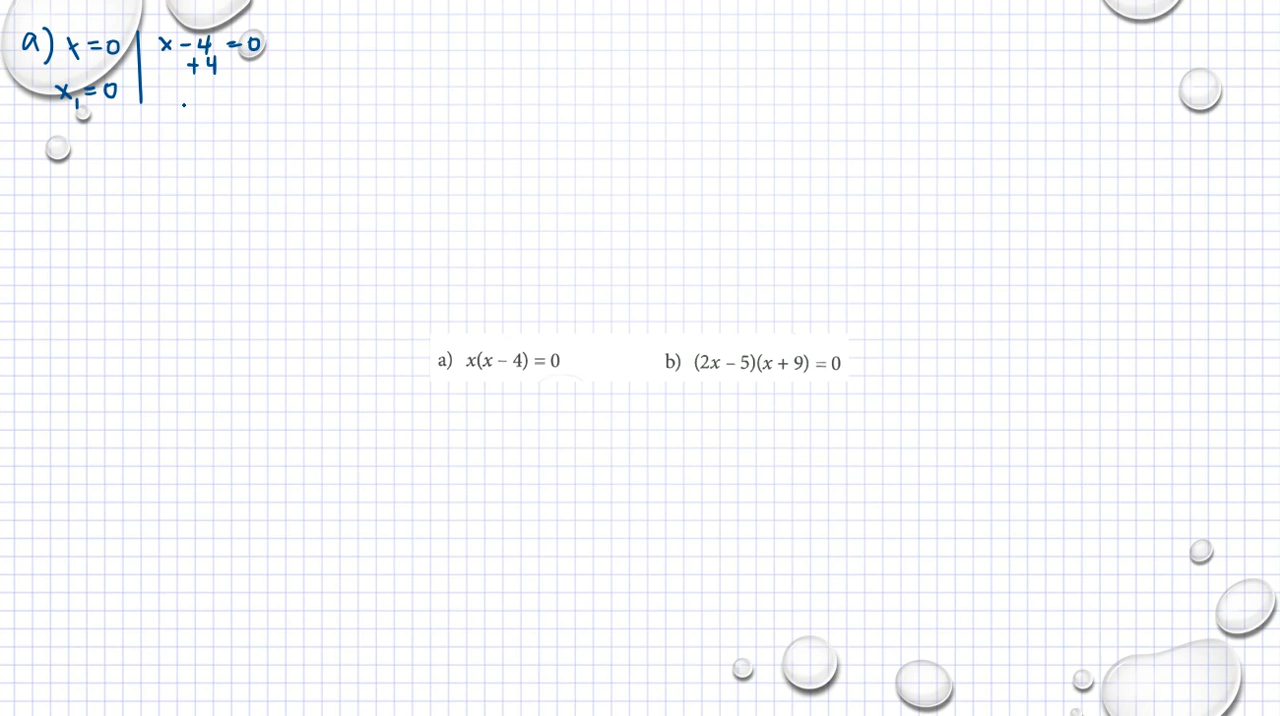 a) x = 0 | x - 4 = 0
+4
x₁ = 0
a) x(x – 4) = 0
b) (2x – 5)(x + 9) = 0